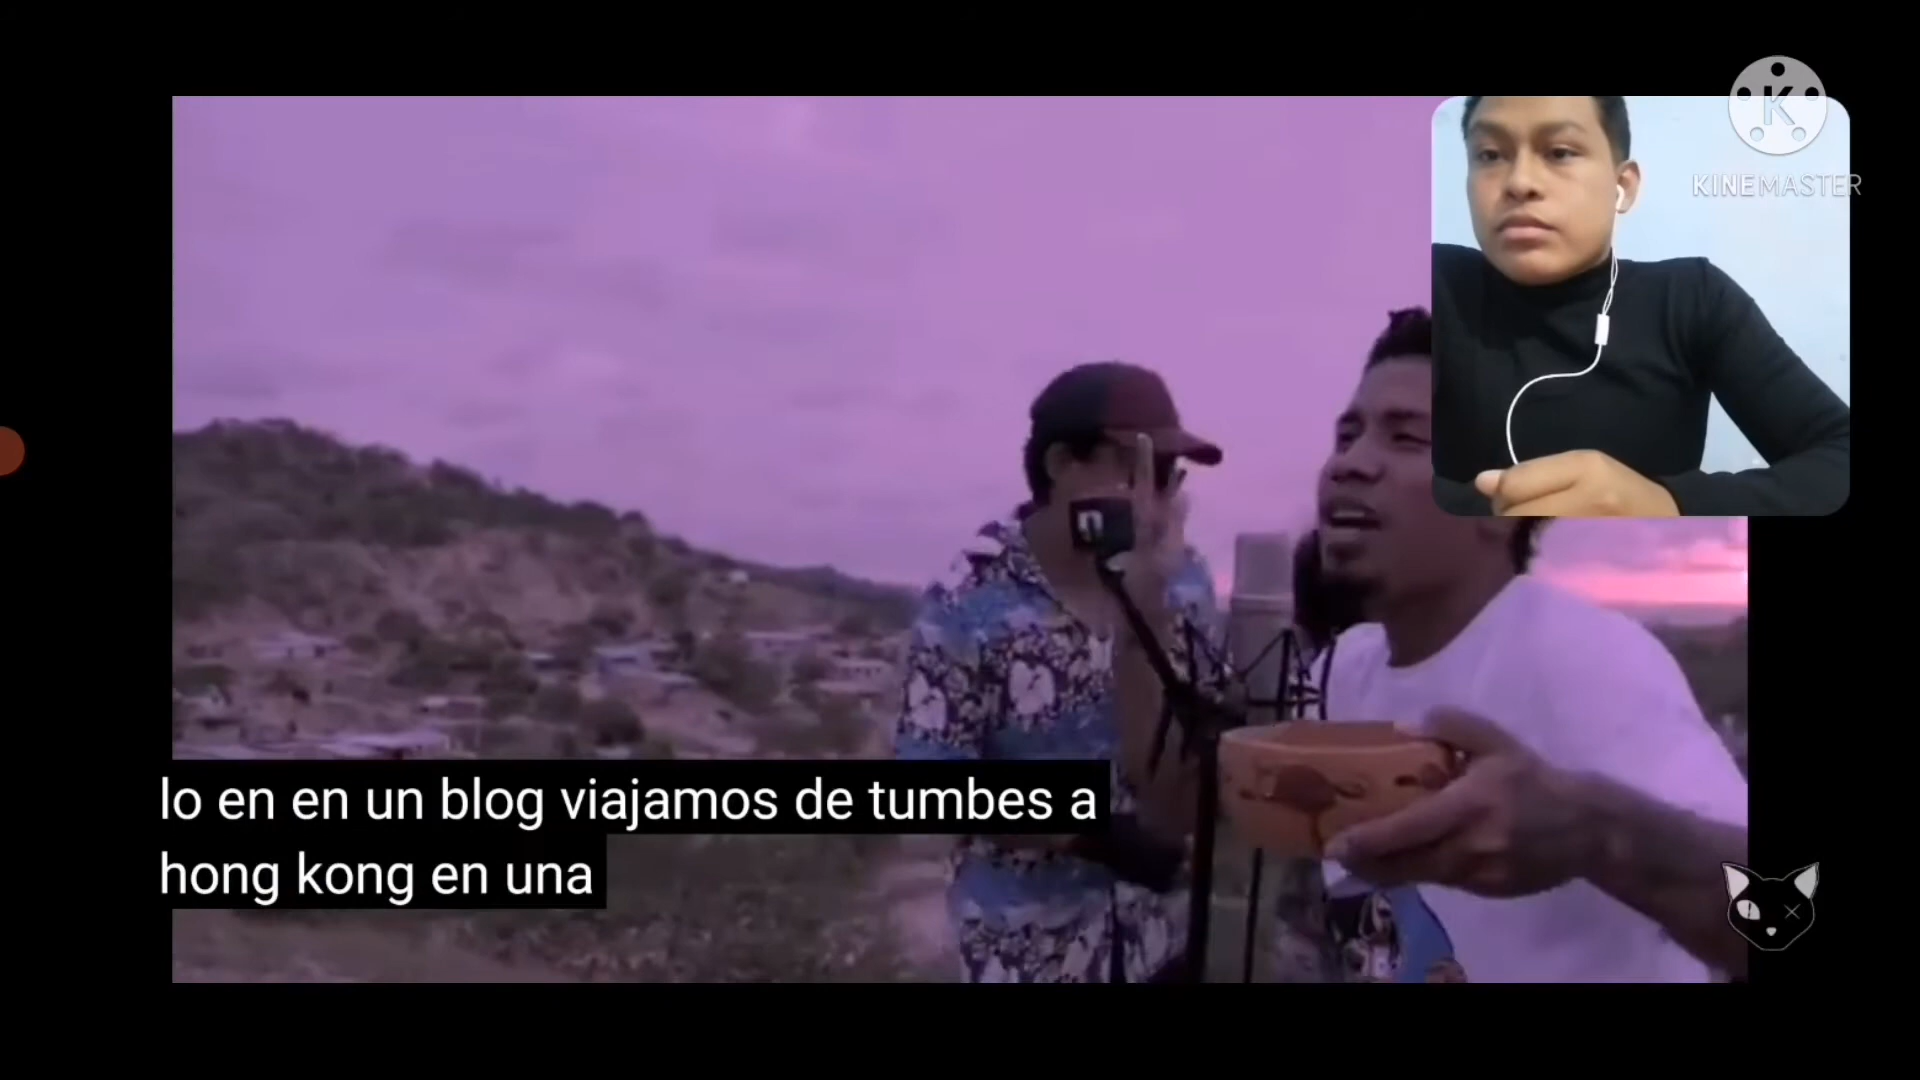 K
KINEMASTER
n
lo en en un blog viajamos de tumbes a
hong kong en una